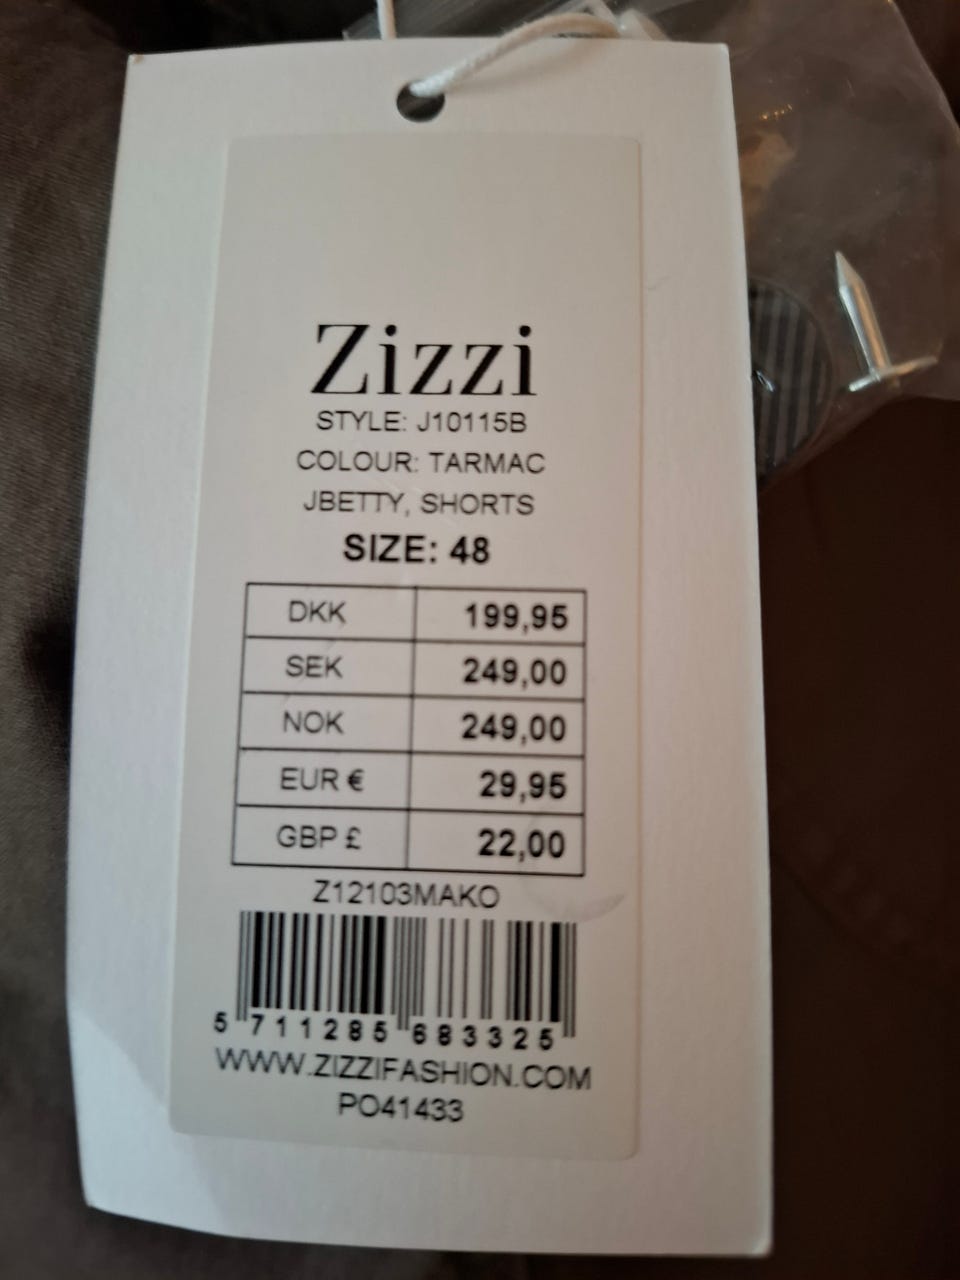 Zizzi
STYLE: J10115B
COLOUR: TARMAC
JBETTY, SHORTS
SIZE: 48
DKK 199,95
SEK 249,00
NOK 249,00
EUR € 29,95
GBP £ 22,00
Z12103MAKO
5 711285 683325
WWW.ZIZZIFASHION.COM
PO41433